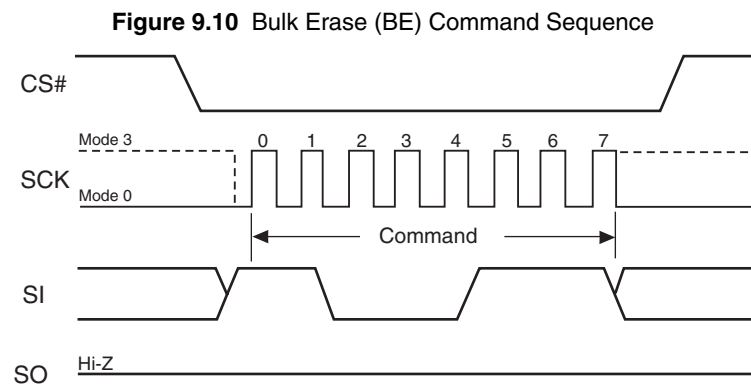 Figure 9.10 Bulk Erase (BE) Command Sequence
CS#
Mode 3
0 1 2 3 4 5 6 7
SCK
Mode 0
Command
SI
Hi-Z
SO